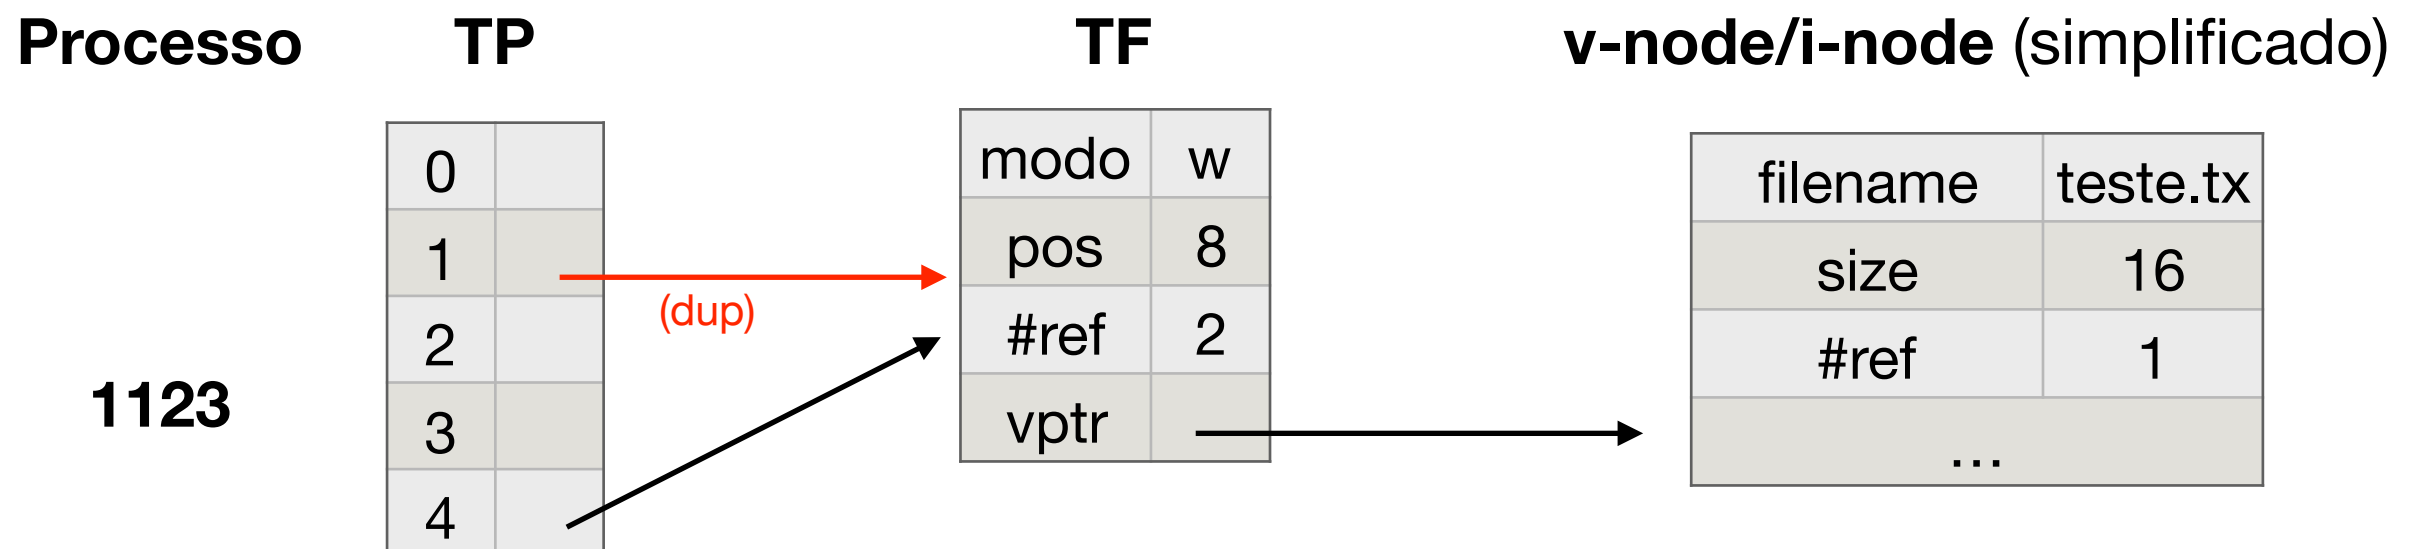 Processo TP TF v-node/i-node (simplificado)
0
1
2
3
4
1123
(dup)
modo w
pos 8
#ref 2
vptr
filename teste.tx
size 16
#ref 1
...